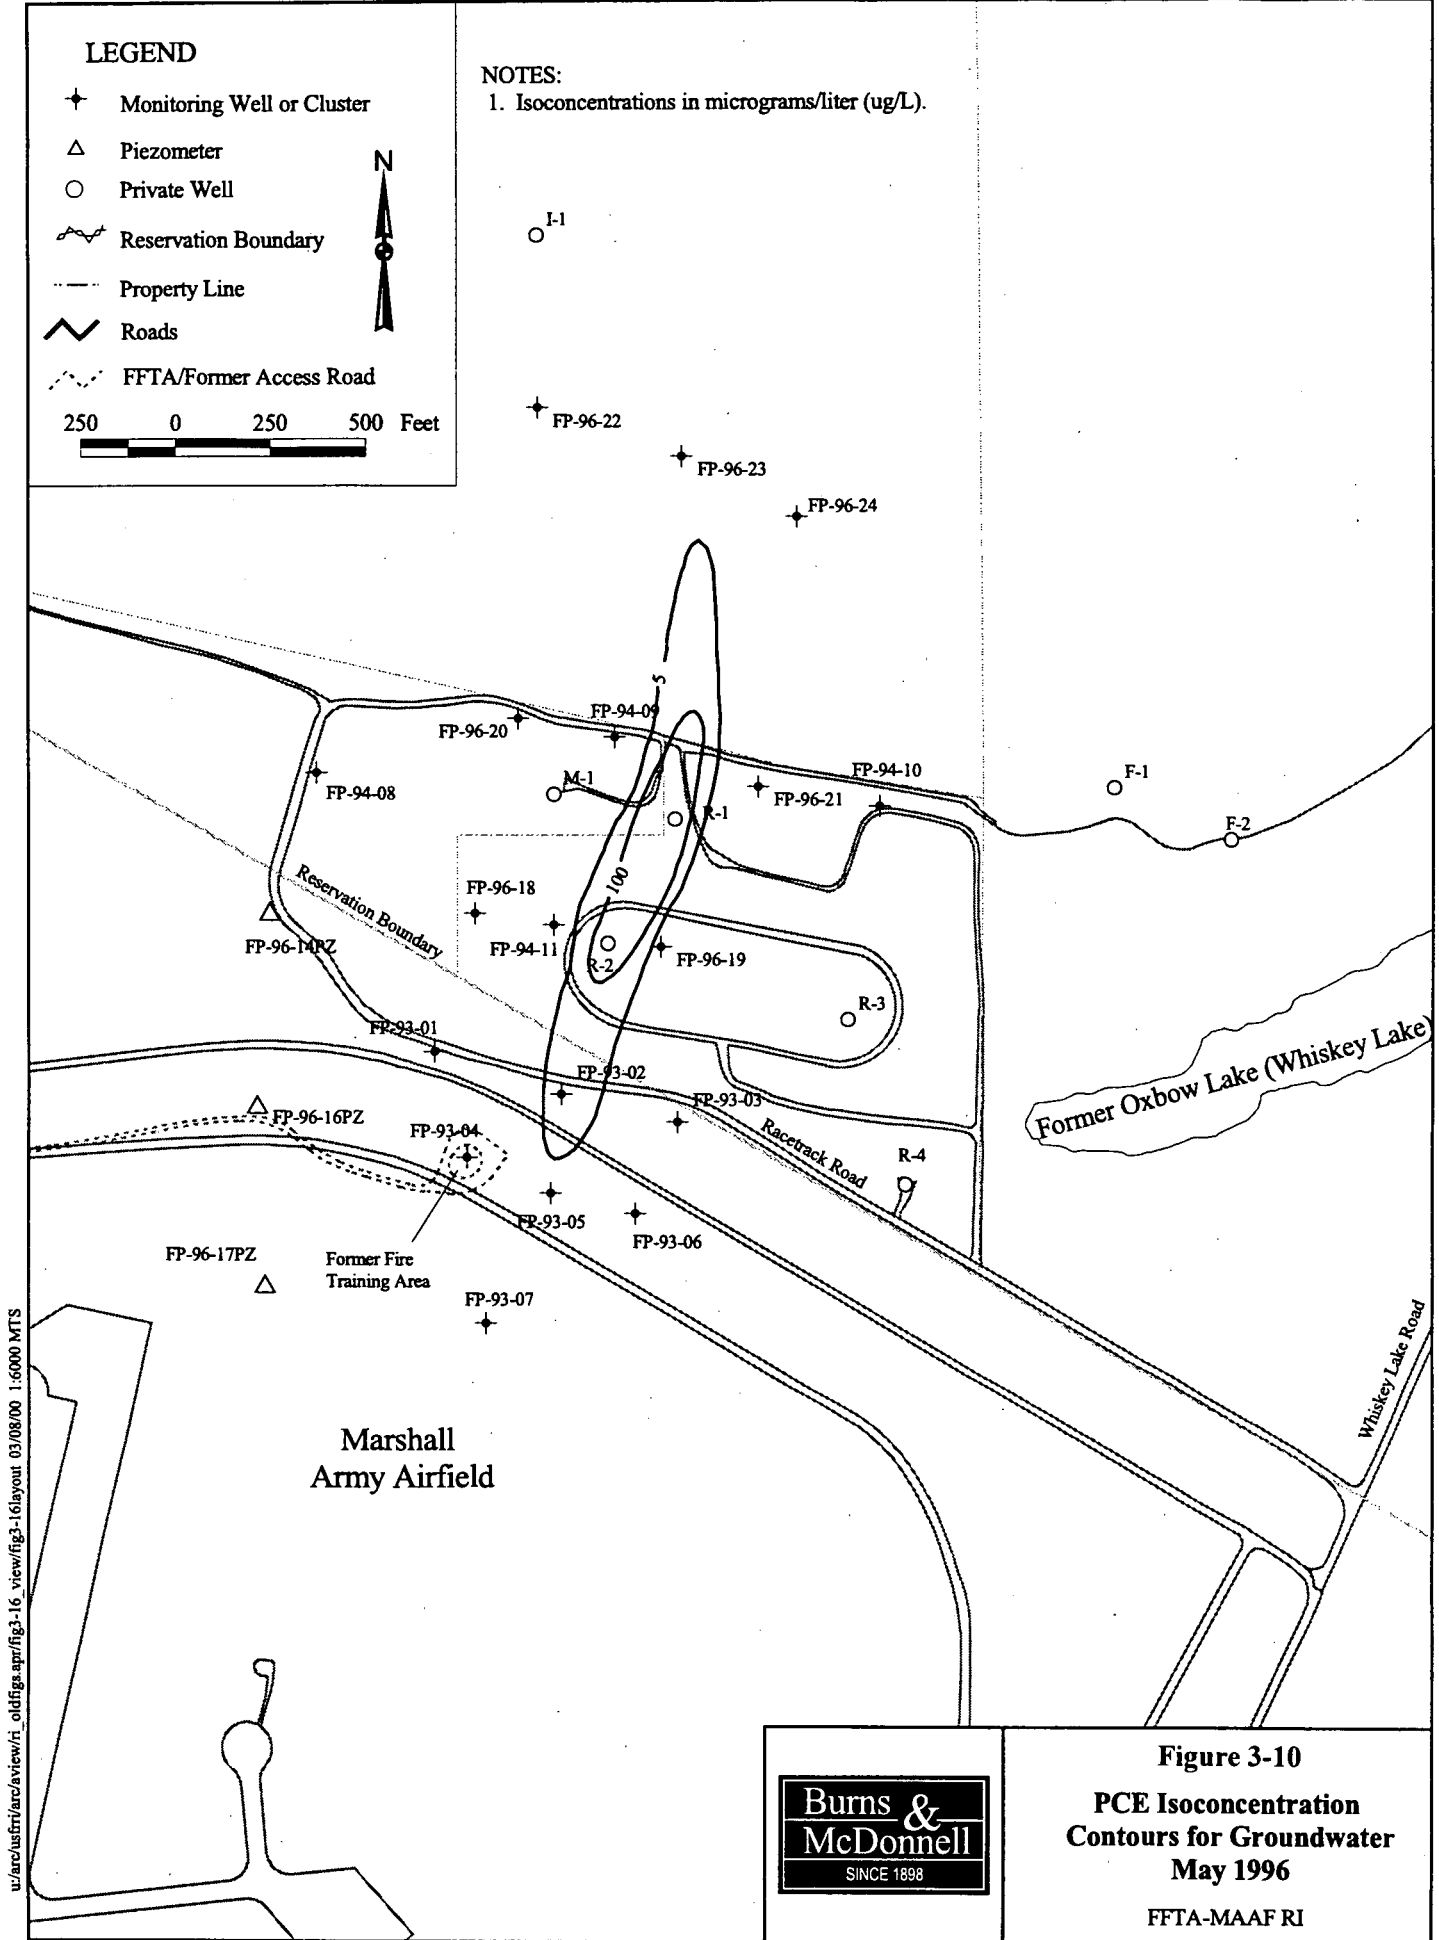 LEGEND
Monitoring Well or Cluster
Piezometer
Private Well
Reservation Boundary
Property Line
Roads
FFTA/Former Access Road
N
250 0 250 500 Feet
NOTES:
1. Isoconcentrations in micrograms/liter (ug/L).
I-1
FP-96-22
FP-96-23
FP-96-24
5
FP-94-09
FP-96-20
FP-94-10
M-1
FP-94-08
FP-96-21
F-1
R-1
F-2
100
Reservation Boundary
FP-96-18
FP-94-11
FP-96-14PZ
R-2
FP-96-19
R-3
FP-93-01
Former Oxbow Lake (Whiskey Lake)
FP-93-02
FP-93-03
FP-96-16PZ
FP-93-04
Racetrack Road
R-4
FP-93-05
FP-93-06
FP-96-17PZ
Former Fire
Training Area
FP-93-07
Whiskey Lake Road
Marshall
Army Airfield
u:/arc/usfrri/arc/aview/ri_oldfigs.apr/fig3-16_view/fig3-16layout 03/08/00 1:6000 MTS
Burns &
McDonnell
SINCE 1898
Figure 3-10
PCE Isoconcentration
Contours for Groundwater
May 1996
FFTA-MAAF RI